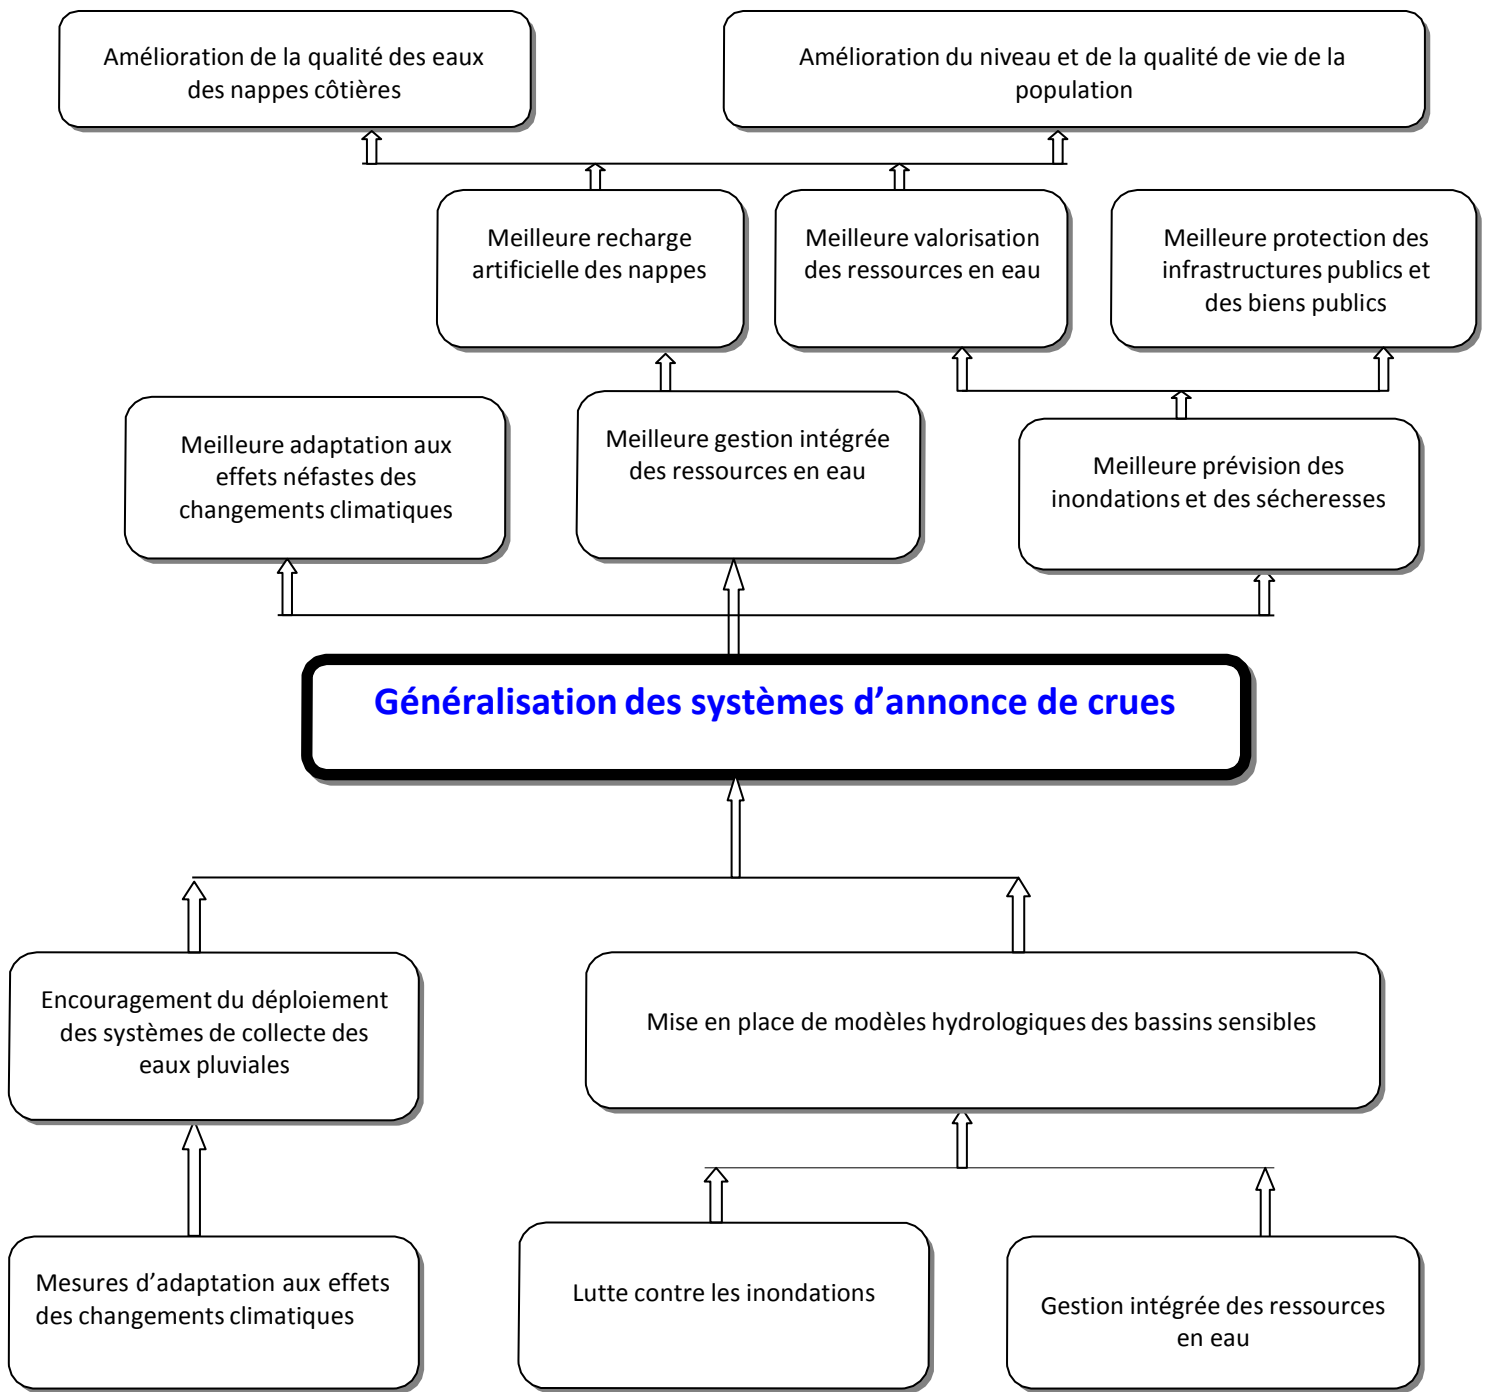 Amélioration de la qualité des eaux
des nappes côtières
Amélioration du niveau et de la qualité de vie de la
population
Meilleure recharge
artificielle des nappes
Meilleure valorisation
des ressources en eau
Meilleure protection des
infrastructures publics et
des biens publics
Meilleure adaptation aux
effets néfastes des
changements climatiques
Meilleure gestion intégrée
des ressources en eau
Meilleure prévision des
inondations et des sécheresses
Généralisation des systèmes d’annonce de crues
Encouragement du déploiement
des systèmes de collecte des
eaux pluviales
Mise en place de modèles hydrologiques des bassins sensibles
Mesures d’adaptation aux effets
des changements climatiques
Lutte contre les inondations
Gestion intégrée des ressources
en eau